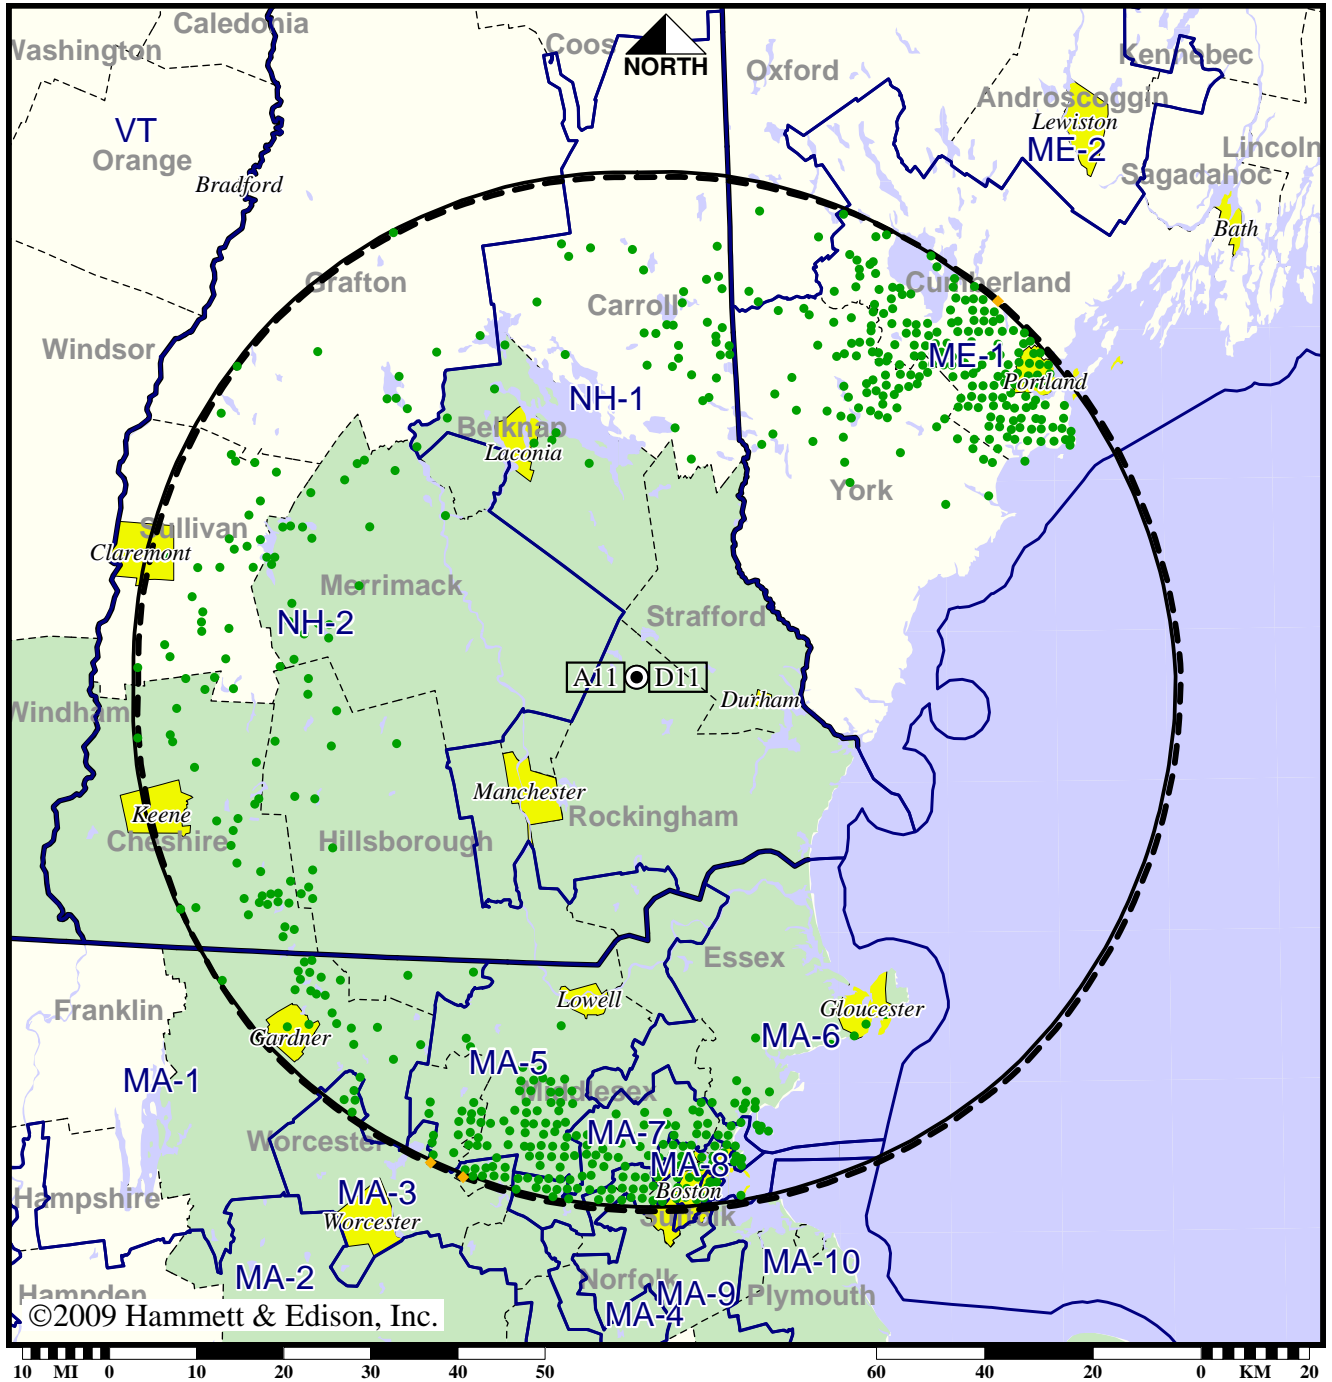 Caledonia
Washington
Coos
NORTH
Oxford
Kennebec
Androscoggin
Lewiston
ME-2
VT
Orange
Lincoln
Sagadahoc
Bradford
Bath
Grafton
Cumberland
Carroll
Windsor
ME-1
Portland
NH-1
Belknap
Laconia
York
Sullivan
Claremont
Merrimack
NH-2
Strafford
A11
D11
Durham
Windham
Manchester
Keene
Rockingham
Cheshire
Hillsborough
Essex
Lowell
Gloucester
Franklin
Gardner
MA-6
MA-5
MA-1
Middlesex
MA-7
Worcester
MA-8
MA-3
Boston
Hampshire
Worcester
Suffolk
MA-10
MA-2
Norfolk
MA-9
Plymouth
Hampden
MA-4
©2009 Hammett & Edison, Inc.
10 MI 0 10 20 30 40 50
60 40 20 0 KM 20